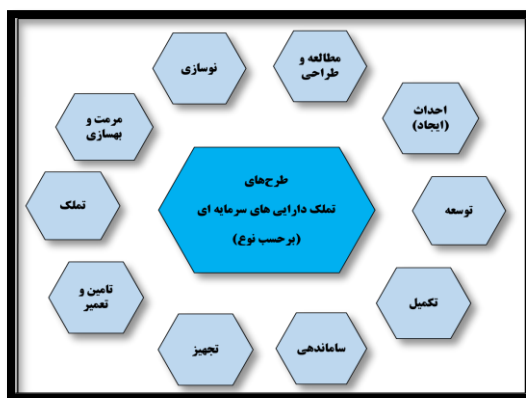 طرح‌های
تملک دارایی های سرمایه ای
(برحسب نوع)
مطالعه و
طراحی
احداث
(ایجاد)
توسعه
تکمیل
ساماندهی
تجهیز
تامین و
تعمیر
تملک
مرمت و
بهسازی
نوسازی